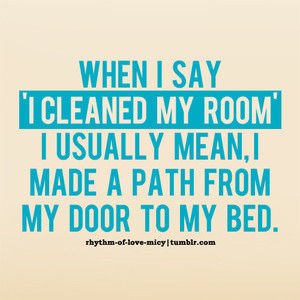 WHEN I SAY
'I CLEANED MY ROOM'
I USUALLY MEAN, I
MADE A PATH FROM
MY DOOR TO MY BED.
rhythm-of-love-micy|tumblr.com